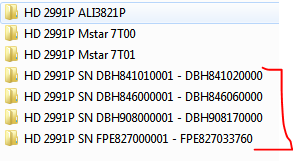 HD 2991P ALI3821P
HD 2991P Mstar 7T00
HD 2991P Mstar 7T01
HD 2991P SN DBH841010001 - DBH841020000
HD 2991P SN DBH846000001 - DBH846060000
HD 2991P SN DBH908000001 - DBH908170000
HD 2991P SN FPE827000001 - FPE827033760